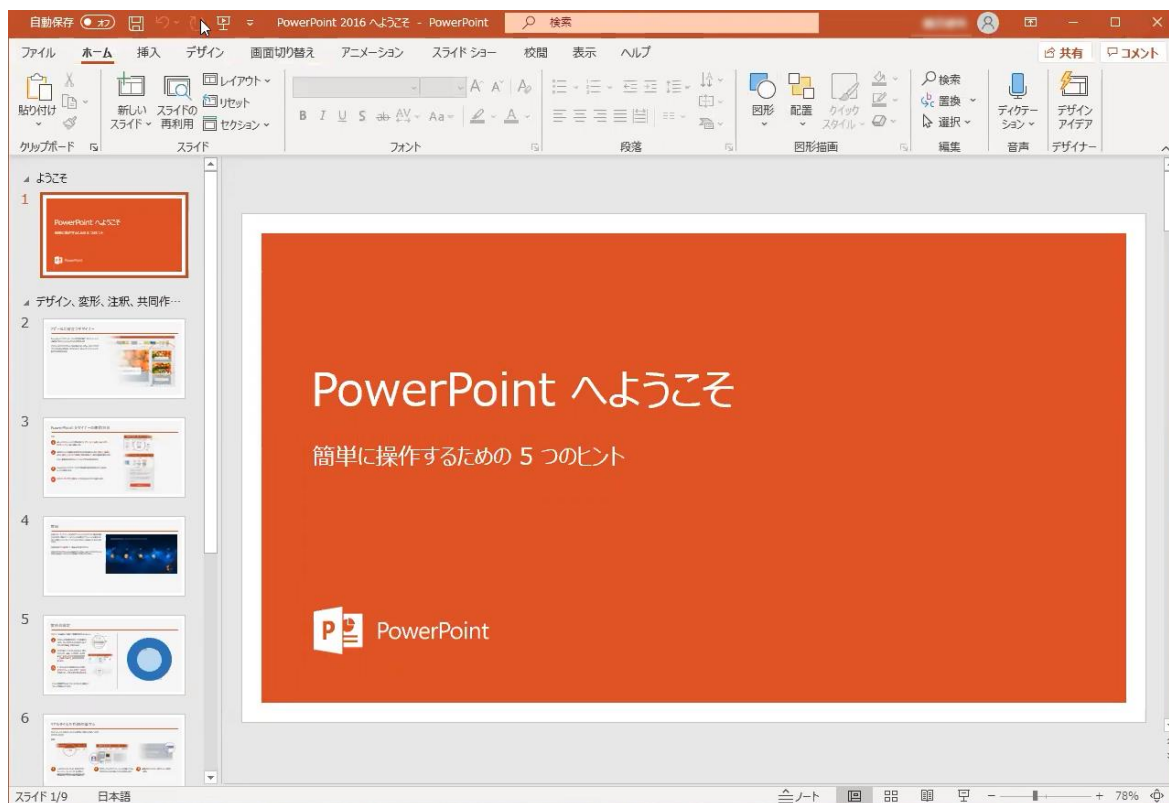 自動保存 オフ PowerPoint 2016 へようこそ - PowerPoint 検索
ファイル ホーム 挿入 デザイン 画面切り替え アニメーション スライド ショー 校閲 表示 ヘルプ 共有 コメント
貼り付け
新しい スライド
スライドの 再利用
レイアウト
リセット
セクション
B I U S ab AV Aa A
図形 配置 クイック スタイル
検索
置換
選択
ディクテーション
デザイン アイデア
クリップボード スライド フォント 段落 図形描画 編集 音声 デザイナー
ようこそ
1
PowerPoint へようこそ
PowerPoint
デザイン、変形、注釈、共同作…
2
3
4
5
6
PowerPoint へようこそ
簡単に操作するための 5 つのヒント
P PowerPoint
スライド 1/9 日本語 ノート 78%